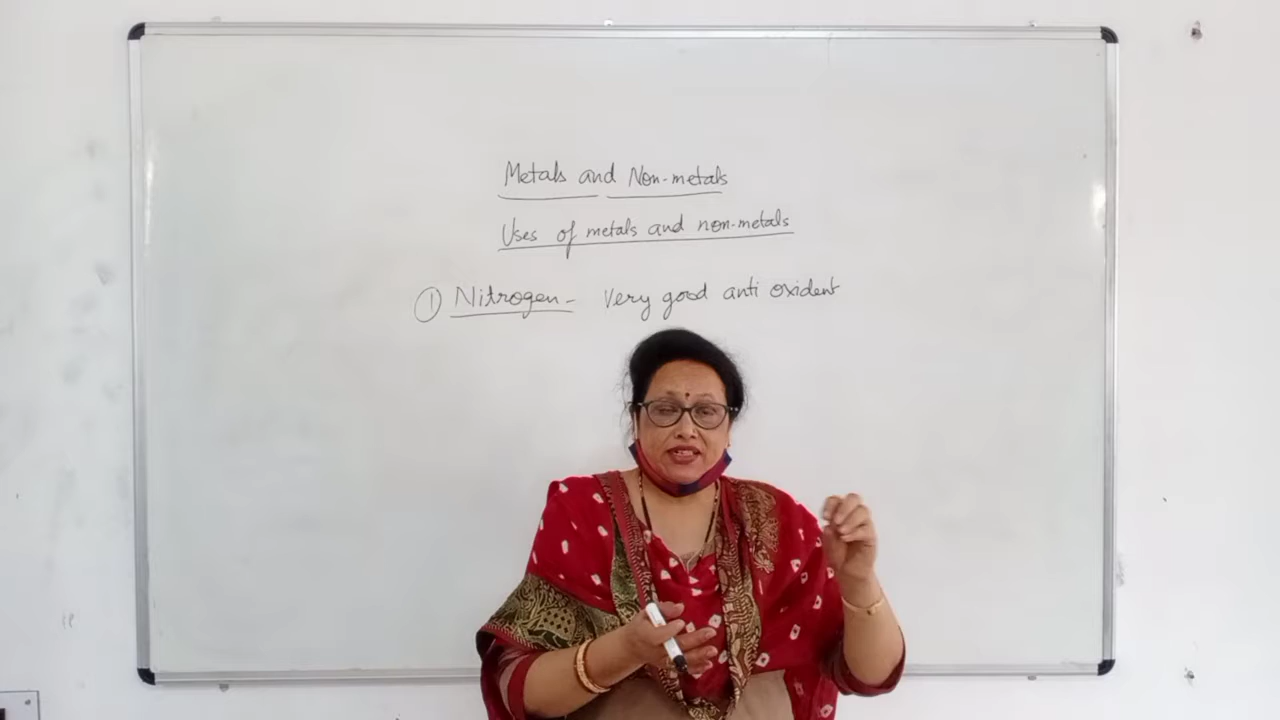 Metals and Non-metals
Uses of metals and non-metals
① Nitrogen - Very good anti oxident